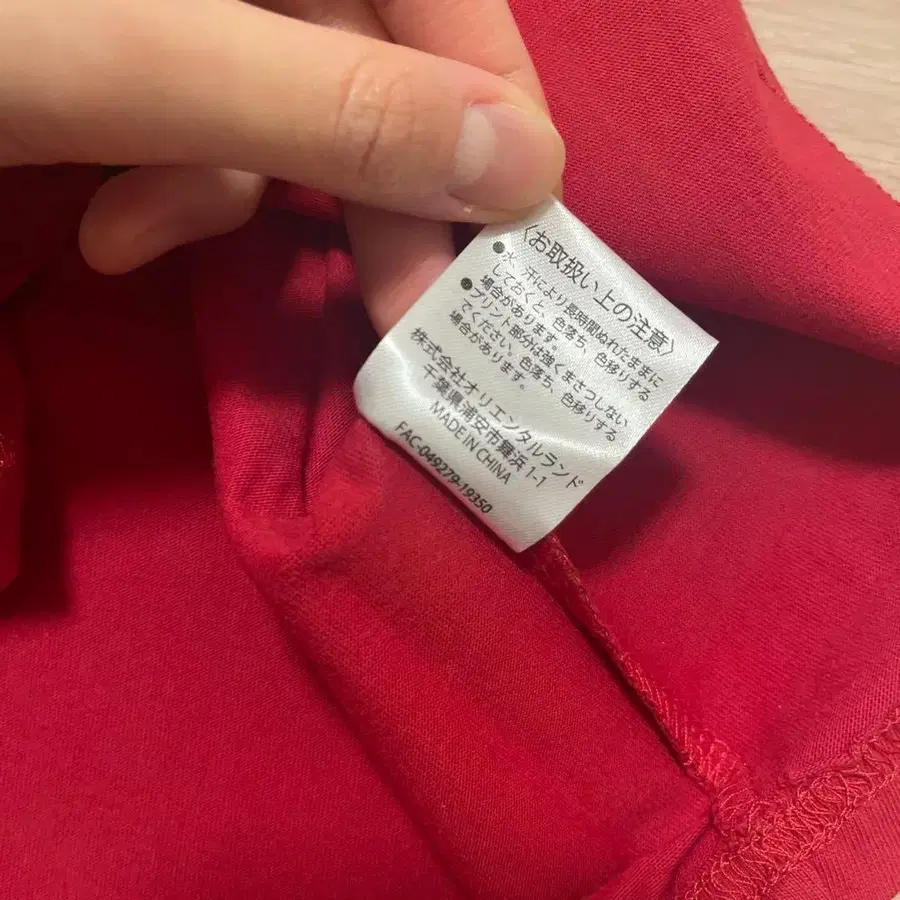 〈お取扱い上の注意〉
●水、汗により長時間ぬれたままに
しておくと、色落ち、色移りする
場合があります。
●プリント部分は強くまさつしない
でください。色落ち、色移りする
場合があります。
株式会社オリエンタルランド
千葉県浦安市舞浜1-1
MADE IN CHINA
FAC-049279-19350